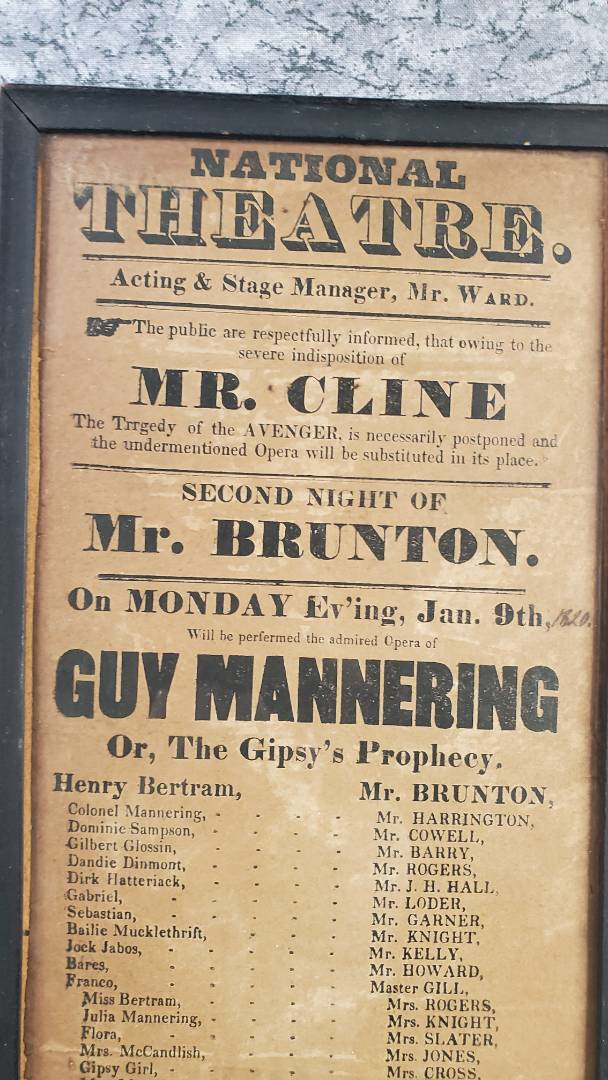 NATIONAL
THEATRE.
Acting & Stage Manager, Mr. WARD.
The public are respectfully informed, that owing to the
severe indisposition of
MR. CLINE
The Trrgedy of the AVENGER, is necessarily postponed and
the undermentioned Opera will be substituted in its place.
SECOND NIGHT OF
Mr. BRUNTON.
On MONDAY Ev'ing, Jan. 9th, 1820.
Will be perfermed the admired Opera of
GUY MANNERING
Or, The Gipsy's Prophecy.
Henry Bertram, Mr. BRUNTON,
Colonel Mannering, - - - - Mr. HARRINGTON,
Dominie Sampson, - - - - Mr. COWELL,
Gilbert Glossin, - - - - Mr. BARRY,
Dandie Dinmont, - - - - Mr. ROGERS,
Dirk Hatteriack, - - - - Mr. J. H. HALL,
Gabriel, - - - - - Mr. LODER,
Sebastian, - - - - - Mr. GARNER,
Bailie Mucklethrift, - - - - Mr. KNIGHT,
Jock Jabos, - - - - - Mr. KELLY,
Bares, - - - - - Mr. HOWARD,
Franco, - - - - - Master GILL,
Miss Bertram, - - - - Mrs. ROGERS,
Julia Mannering, - - - - Mrs. KNIGHT,
Flora, - - - - - Mrs. SLATER,
Mrs. McCandlish, - - - - Mrs. JONES,
Gipsy Girl, - - - - - Mrs. CROSS,